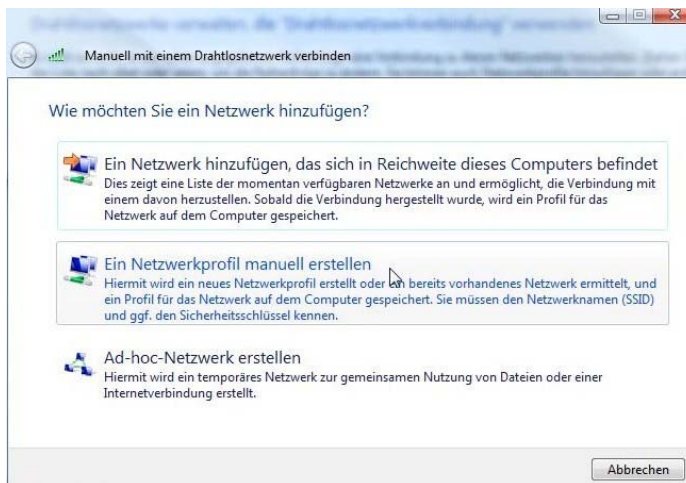 Drahtlosnetzwerke verwalten, die "Drahtlosnetzwerkverbindung" verwenden
Manuell mit einem Drahtlosnetzwerk verbinden
Wie möchten Sie ein Netzwerk hinzufügen?
Ein Netzwerk hinzufügen, das sich in Reichweite dieses Computers befindet
Dies zeigt eine Liste der momentan verfügbaren Netzwerke an und ermöglicht, die Verbindung mit
einem davon herzustellen. Sobald die Verbindung hergestellt wurde, wird ein Profil für das
Netzwerk auf dem Computer gespeichert.
Ein Netzwerkprofil manuell erstellen
Hiermit wird ein neues Netzwerkprofil erstellt oder ein bereits vorhandenes Netzwerk ermittelt, und
ein Profil für das Netzwerk auf dem Computer gespeichert. Sie müssen den Netzwerknamen (SSID)
und ggf. den Sicherheitsschlüssel kennen.
Ad-hoc-Netzwerk erstellen
Hiermit wird ein temporäres Netzwerk zur gemeinsamen Nutzung von Dateien oder einer
Internetverbindung erstellt.
Abbrechen